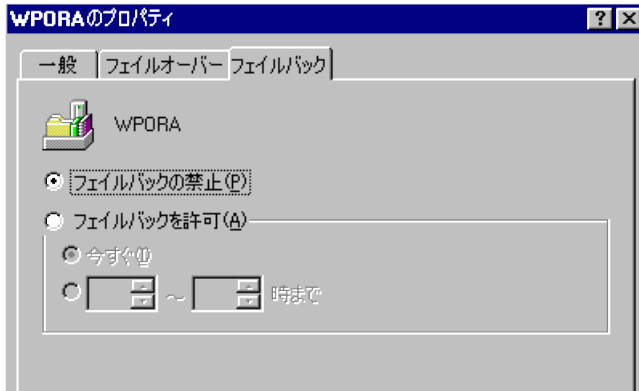 WPORAのプロパティ
一般 フェイルオーバー フェイルバック
WPORA
フェイルバックの禁止(P)
フェイルバックを許可(A)
今すぐ(I)
～ 時まで